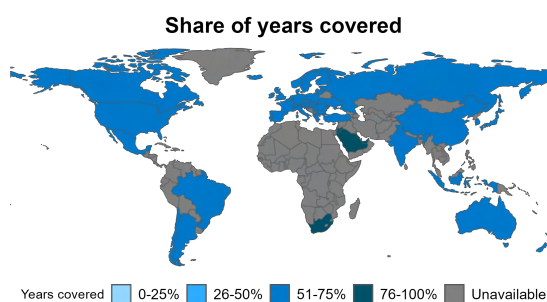 Share of years covered
Years covered 0-25% 26-50% 51-75% 76-100% Unavailable